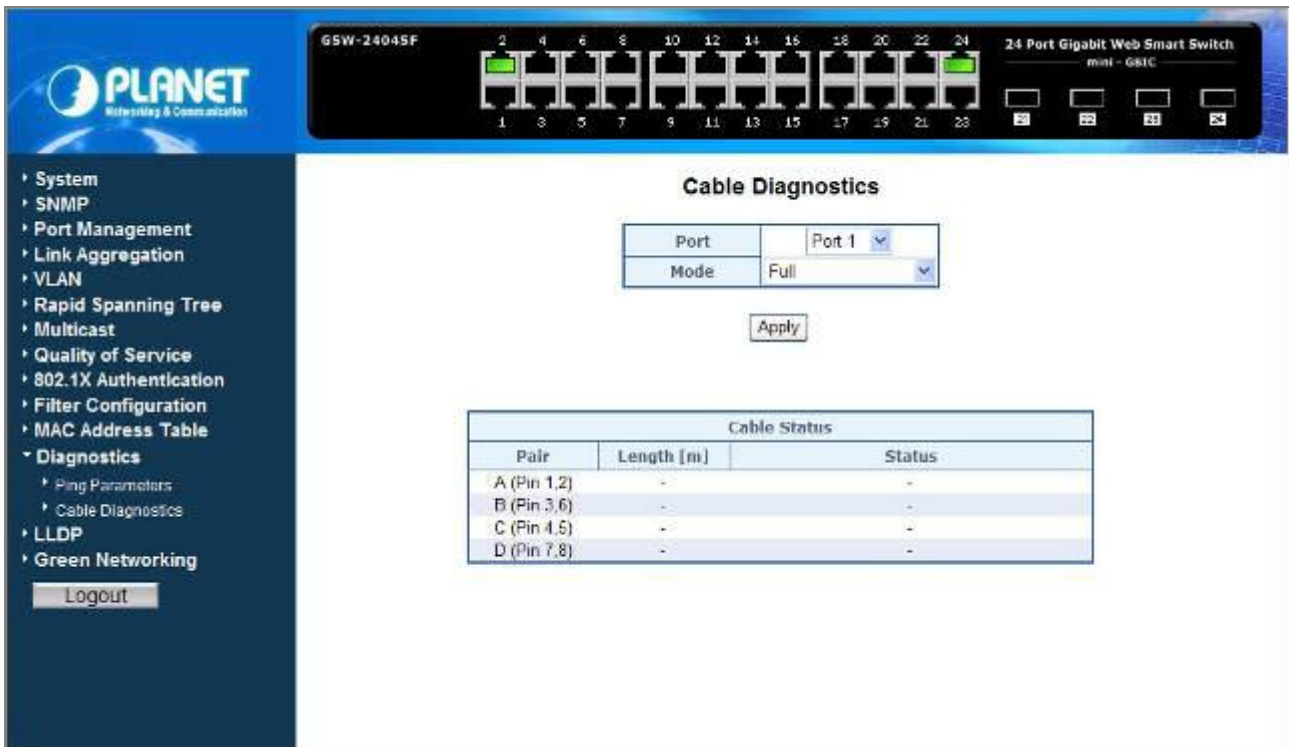 PLANET
Networking & Communication
GSW-2404SF
2 4 6 8 10 12 14 16 18 20 22 24
1 3 5 7 9 11 13 15 17 19 21 23
24 Port Gigabit Web Smart Switch
mini - GBIC
21 22 23 24
System
SNMP
Port Management
Link Aggregation
VLAN
Rapid Spanning Tree
Multicast
Quality of Service
802.1X Authentication
Filter Configuration
MAC Address Table
Diagnostics
Ping Parameters
Cable Diagnostics
LLDP
Green Networking
Logout
Cable Diagnostics
Port Port 1
Mode Full
Apply
Cable Status
Pair Length [m] Status
A (Pin 1,2) - -
B (Pin 3,6) - -
C (Pin 4,5) - -
D (Pin 7,8) - -